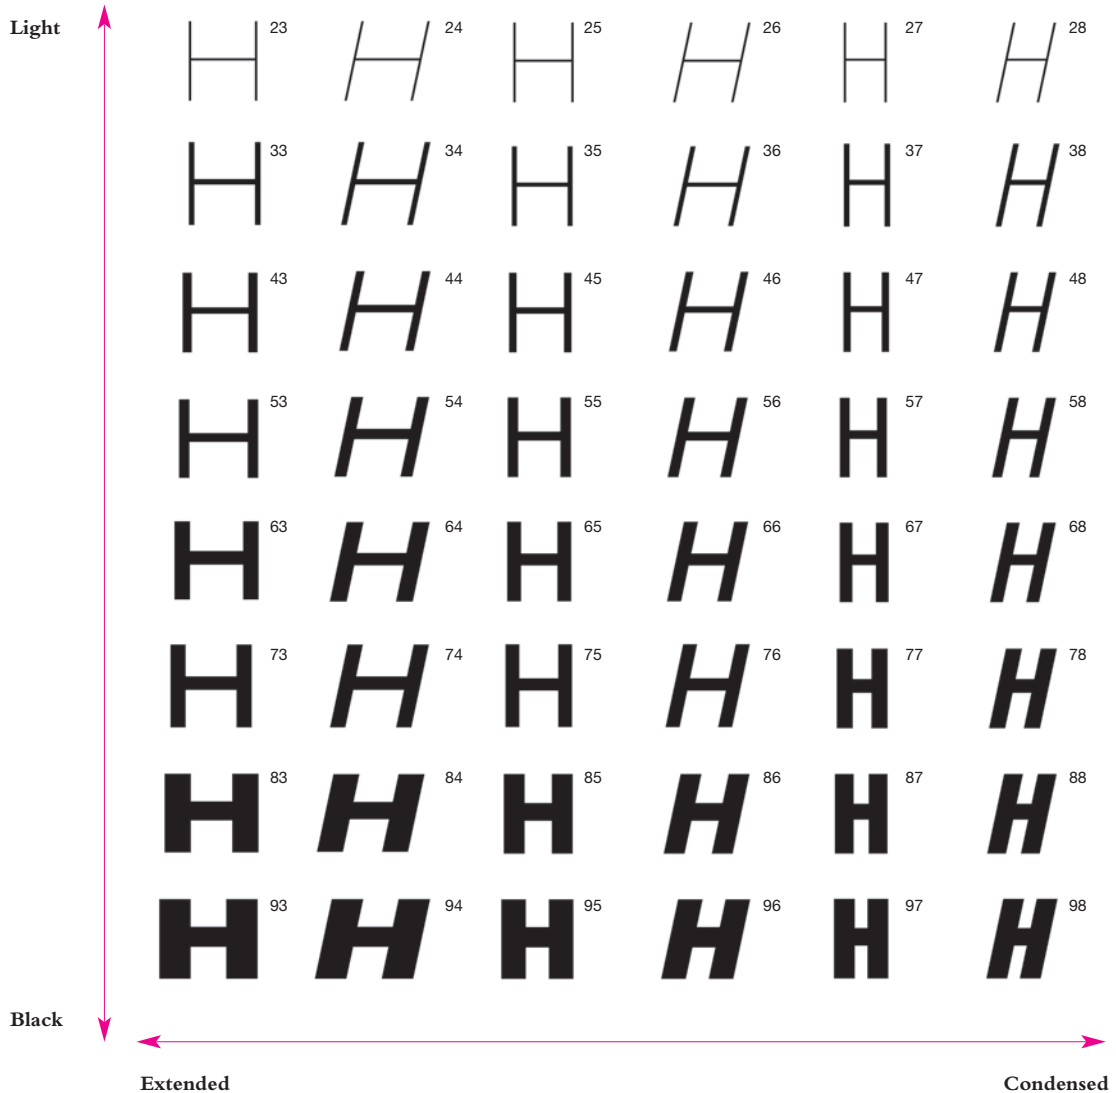 Light
H 23 H 24 H 25 H 26 H 27 H 28
H 33 H 34 H 35 H 36 H 37 H 38
H 43 H 44 H 45 H 46 H 47 H 48
H 53 H 54 H 55 H 56 H 57 H 58
H 63 H 64 H 65 H 66 H 67 H 68
H 73 H 74 H 75 H 76 H 77 H 78
H 83 H 84 H 85 H 86 H 87 H 88
H 93 H 94 H 95 H 96 H 97 H 98
Black
Extended Condensed